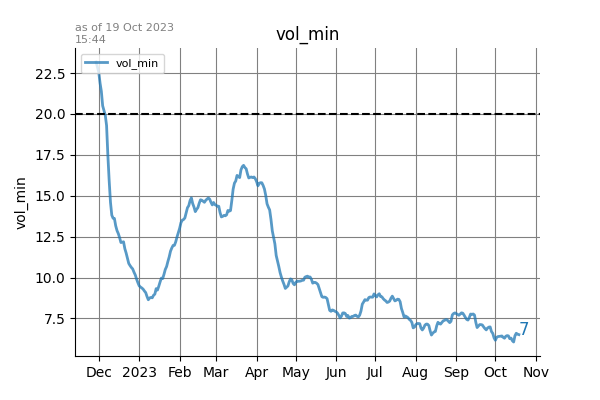 as of 19 Oct 2023
15:44
vol_min
vol_min
22.5
20.0
17.5
15.0
12.5
10.0
7.5
vol_min
7
Dec 2023 Feb Mar Apr May Jun Jul Aug Sep Oct Nov